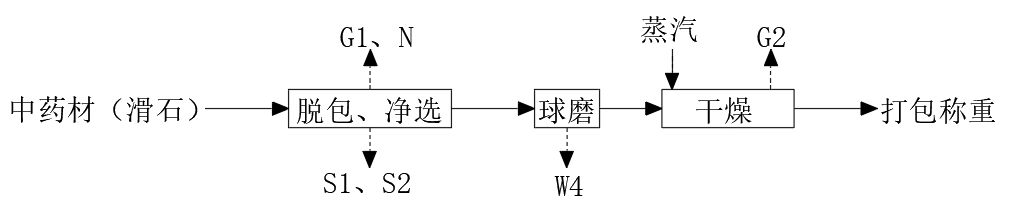 G1、N
蒸汽
G2
中药材（滑石）
脱包、净选
球磨
干燥
打包称重
S1、S2
W4